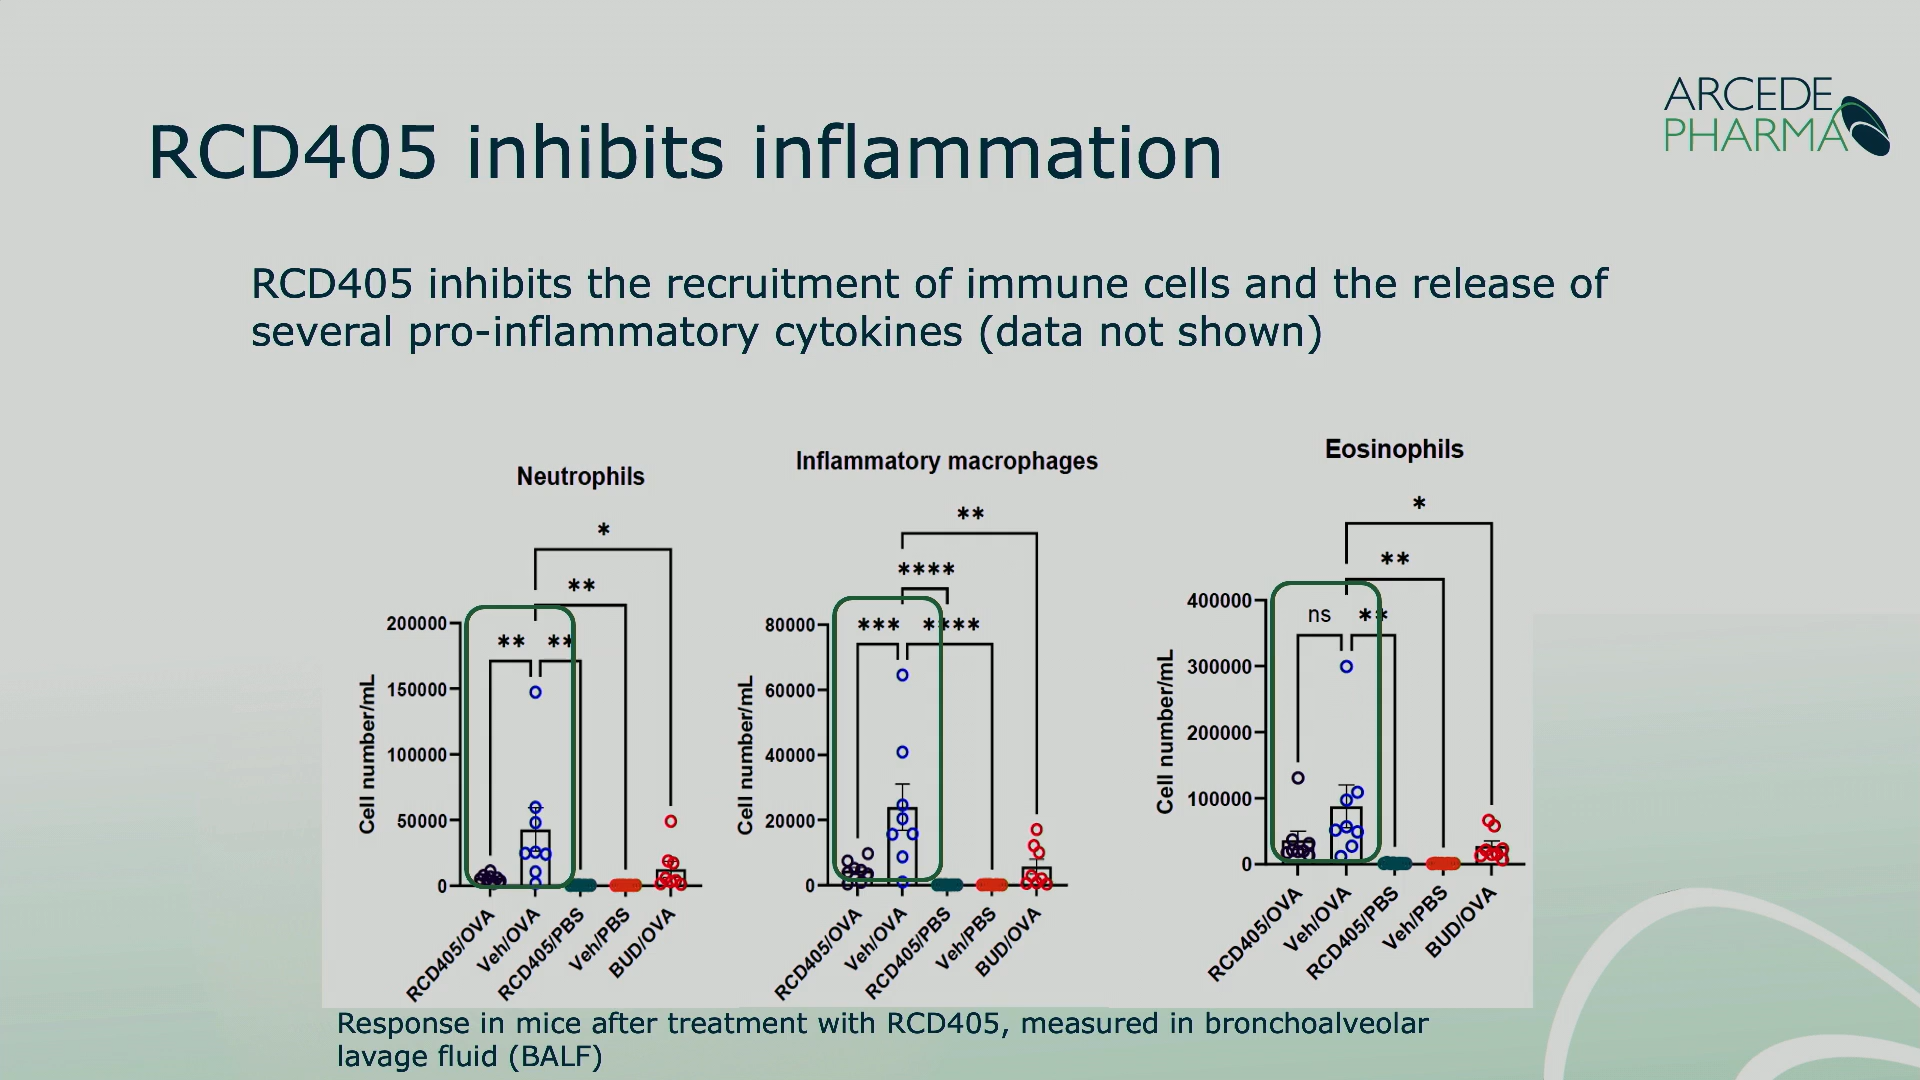 ARCEDE
PHARMA
RCD405 inhibits inflammation
RCD405 inhibits the recruitment of immune cells and the release of
several pro-inflammatory cytokines (data not shown)
Neutrophils
*
**
** **
200000
150000
100000
50000
0
Cell number/mL
RCD405/OVA
Veh/OVA
RCD405/PBS
Veh/PBS
BUD/OVA
Inflammatory macrophages
**
****
*** ****
80000
60000
40000
20000
0
Cell number/mL
RCD405/OVA
Veh/OVA
RCD405/PBS
Veh/PBS
BUD/OVA
Eosinophils
*
**
ns **
400000
300000
200000
100000
0
Cell number/mL
RCD405/OVA
Veh/OVA
RCD405/PBS
Veh/PBS
BUD/OVA
Response in mice after treatment with RCD405, measured in bronchoalveolar
lavage fluid (BALF)